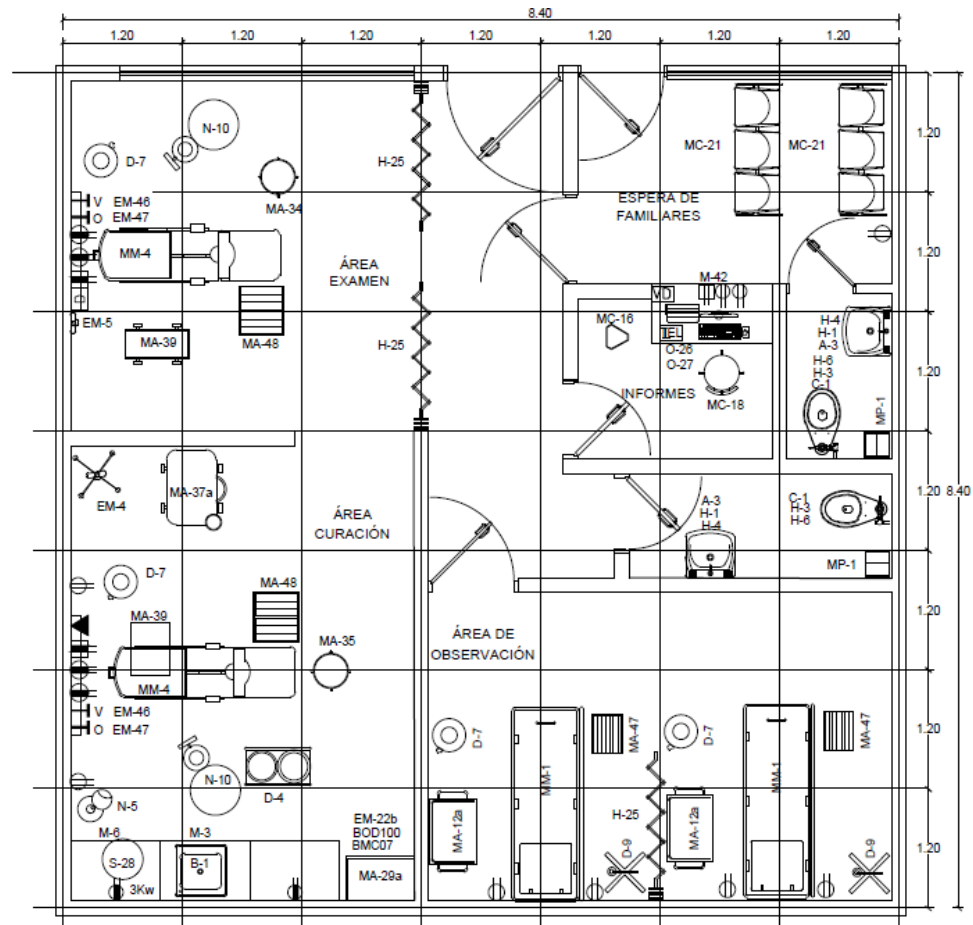 8.40
1.20 1.20 1.20 1.20 1.20 1.20 1.20
N-10
D-7
MA-34
H-25
MC-21 MC-21
1.20
V EM-46
O EM-47
ESPERA DE
FAMILIARES
MM-4
ÁREA
EXAMEN
1.20
M-42
VD
EM-5
MA-39
MA-48
H-25
MC-16
TEL
O-26
O-27
INFORMES
MC-18
H-4
H-1
A-3
H-6
H-3
C-1
MP-1
1.20
EM-4
MA-37a
ÁREA
CURACIÓN
A-3
H-1
H-4
C-1
H-3
H-6
MP-1
1.20 8.40
D-7
MA-48
MA-39
MA-35
MM-4
V EM-46
O EM-47
ÁREA DE
OBSERVACIÓN
1.20
D-7
MA-47
D-7
MA-47
MM-1
MM-1
1.20
N-10
D-4
N-5
M-6
M-3
S-28
B-1
3Kw
EM-22b
BOD100
BMC07
MA-29a
MA-12a
H-25
D-9
MA-12a
D-9
1.20